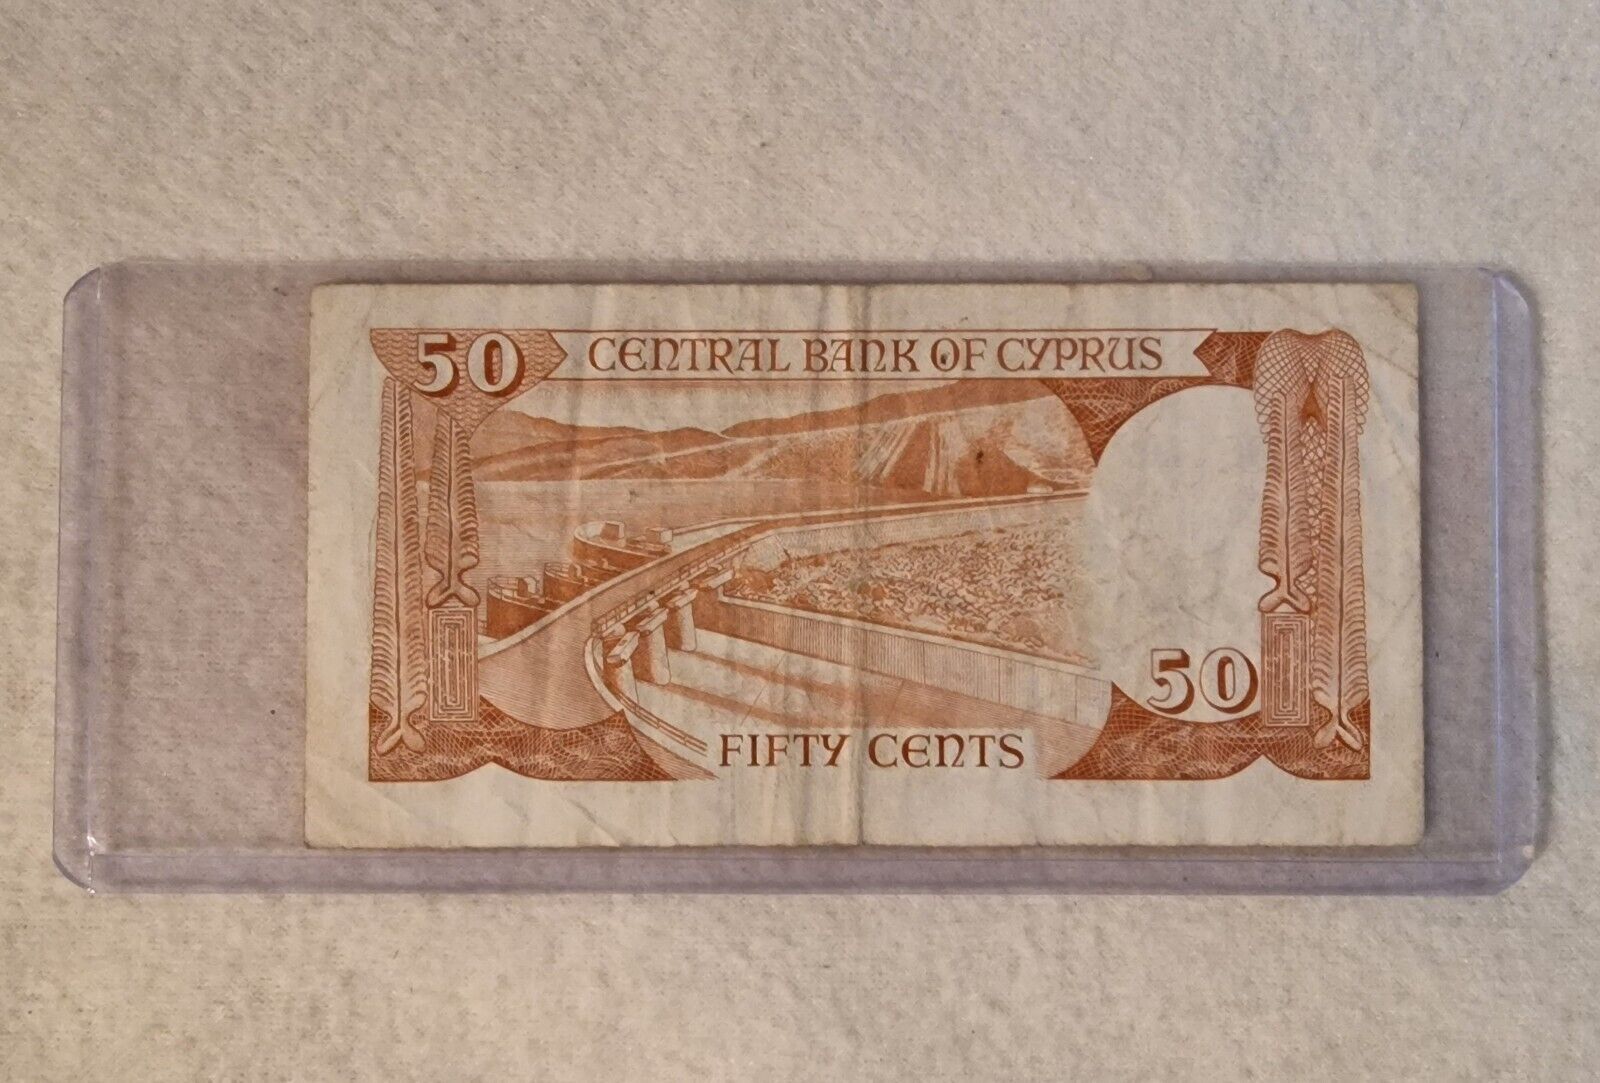 50 CENTRAL BANK OF CYPRUS
50
FIFTY CENTS